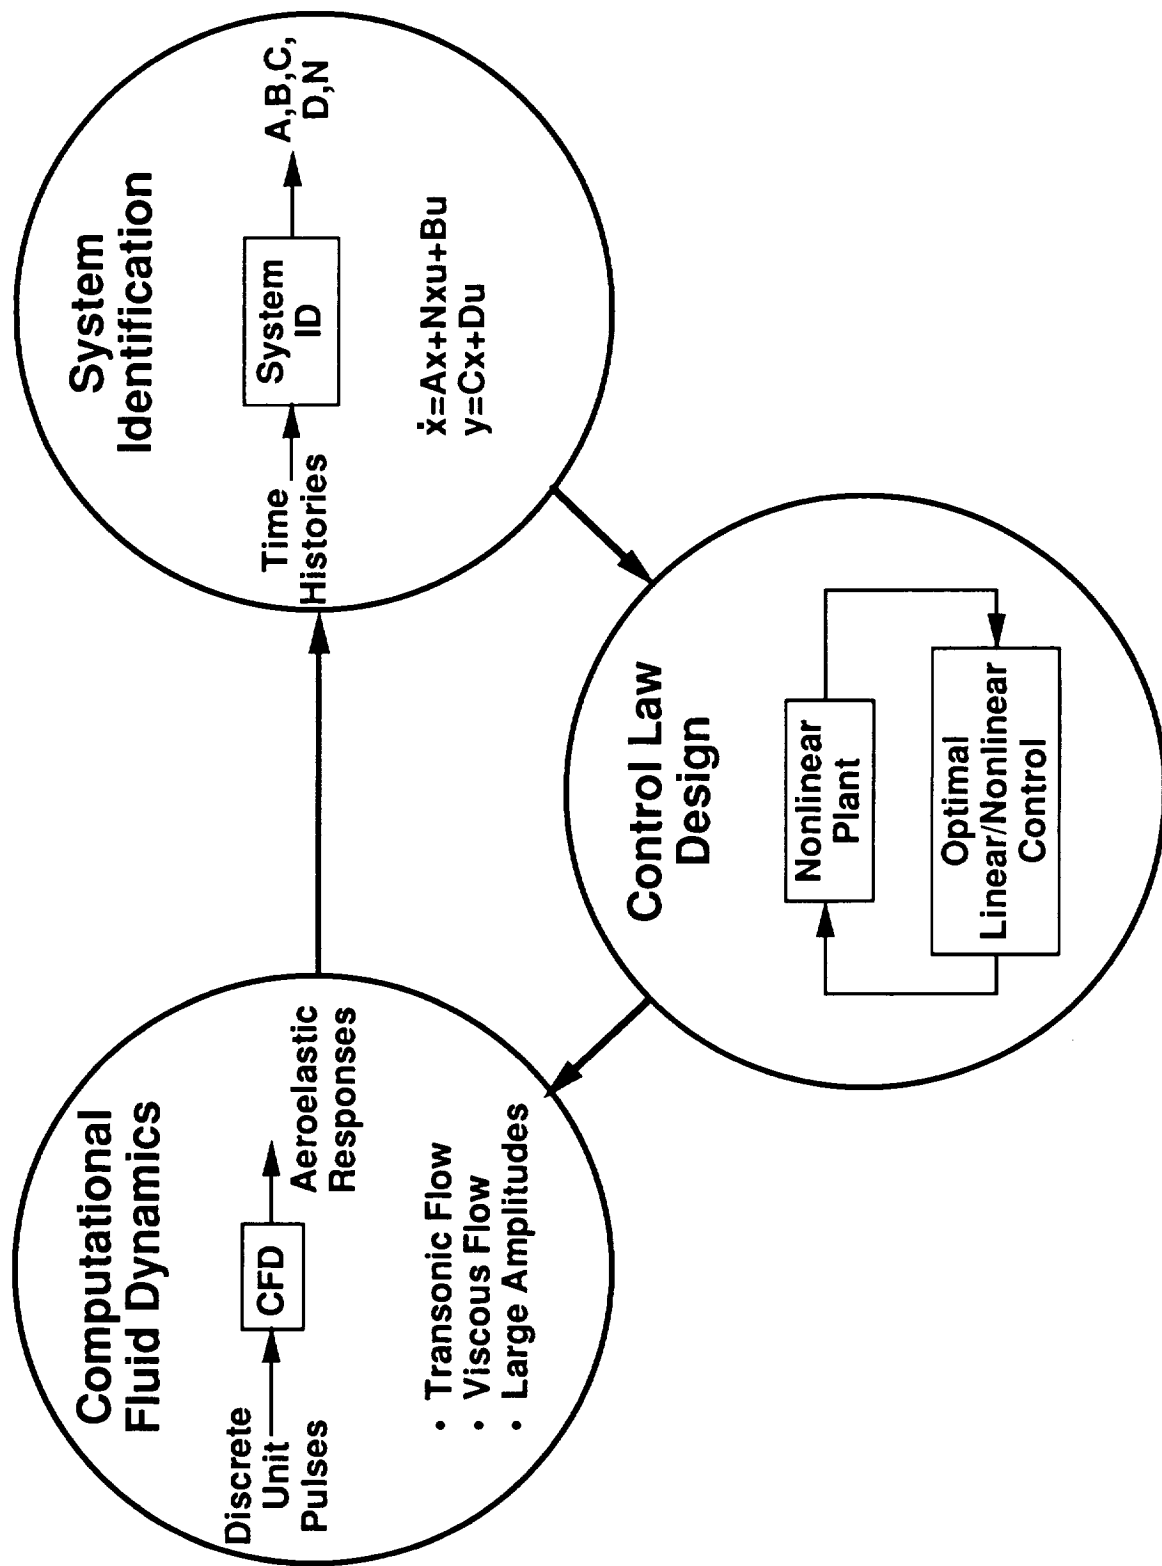 Computational
Fluid Dynamics
Discrete
Unit
Pulses
CFD
Aeroelastic
Responses
• Transonic Flow
• Viscous Flow
• Large Amplitudes
System
Identification
Time
Histories
System
ID
A,B,C,
D,N
ẋ=Ax+Nxu+Bu
y=Cx+Du
Control Law
Design
Nonlinear
Plant
Optimal
Linear/Nonlinear
Control